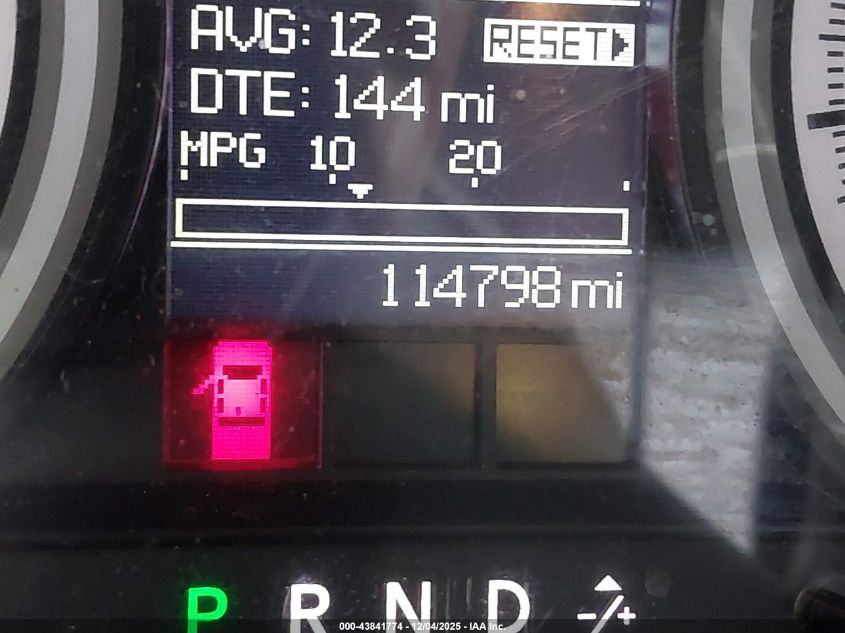 AVG: 12.3 RESET>
DTE: 144 mi
MPG 10 20
114798 mi
P R N D -/+
000-43841774 - 12/04/2025 - IAA Inc.